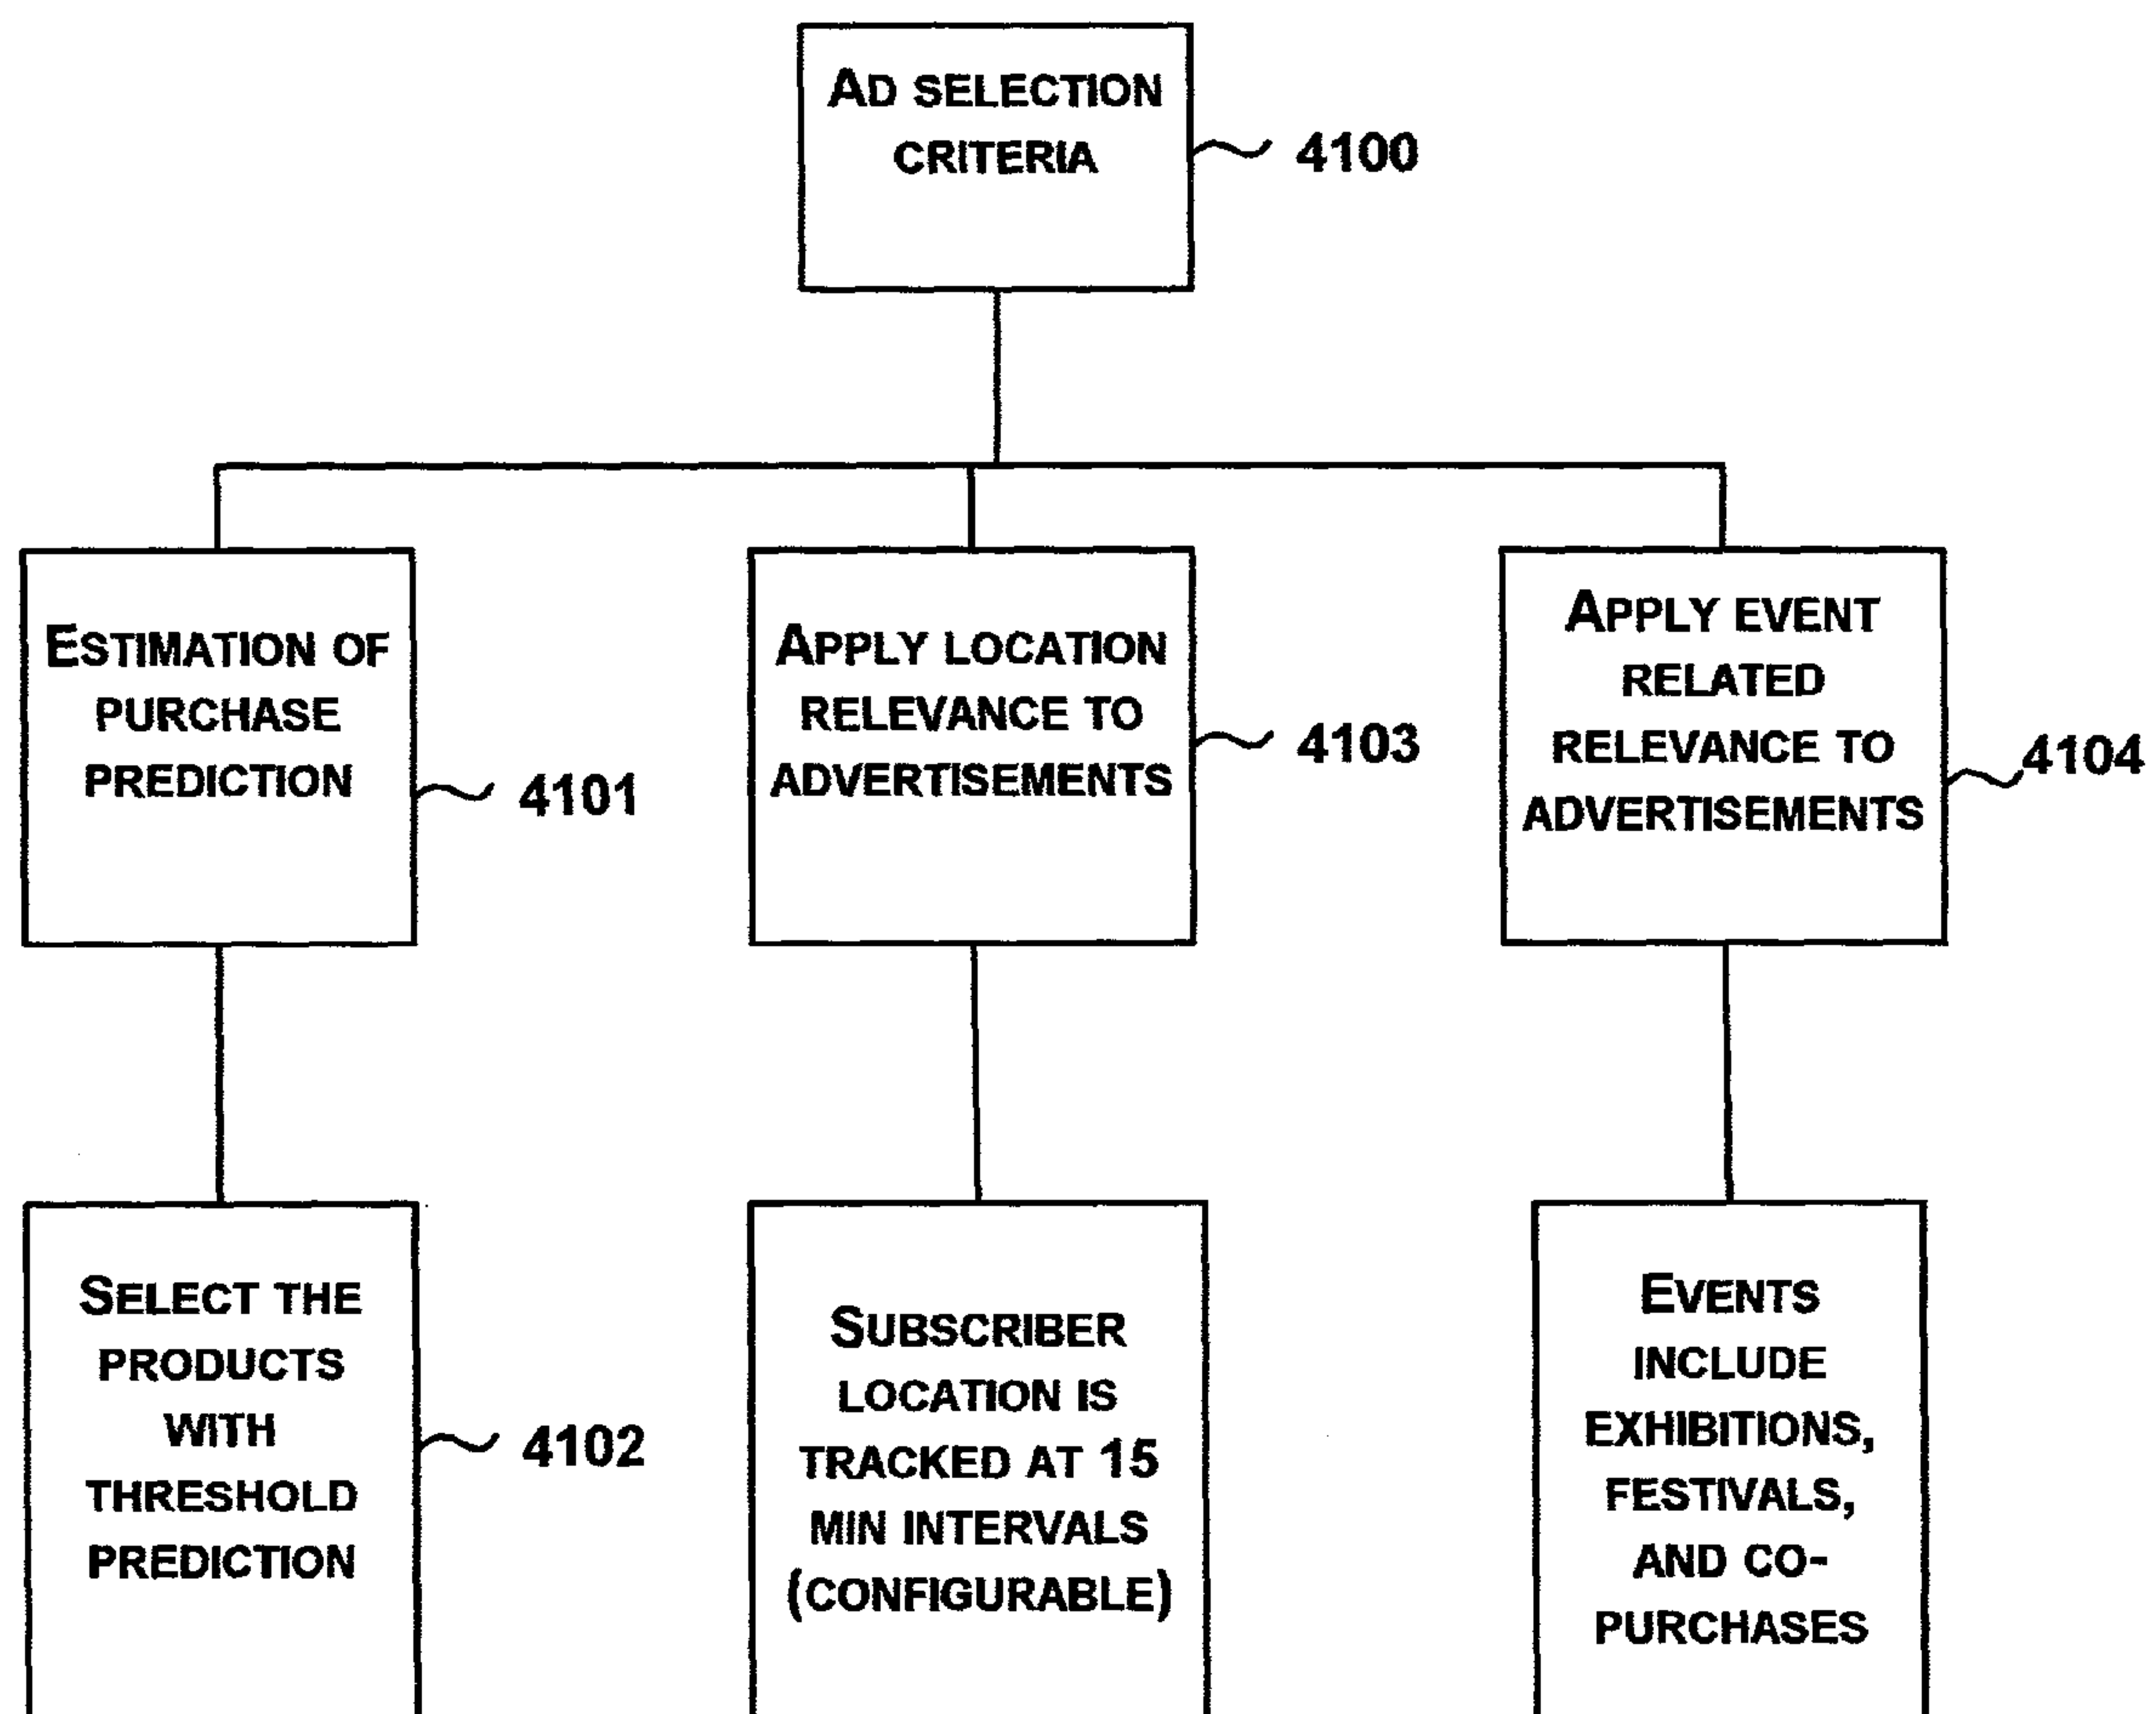 AD SELECTION
CRITERIA
4100
ESTIMATION OF
PURCHASE
PREDICTION
4101
APPLY LOCATION
RELEVANCE TO
ADVERTISEMENTS
4103
APPLY EVENT
RELATED
RELEVANCE TO
ADVERTISEMENTS
4104
SELECT THE
PRODUCTS
WITH
THRESHOLD
PREDICTION
4102
SUBSCRIBER
LOCATION IS
TRACKED AT 15
MIN INTERVALS
(CONFIGURABLE)
EVENTS
INCLUDE
EXHIBITIONS,
FESTIVALS,
AND CO-
PURCHASES